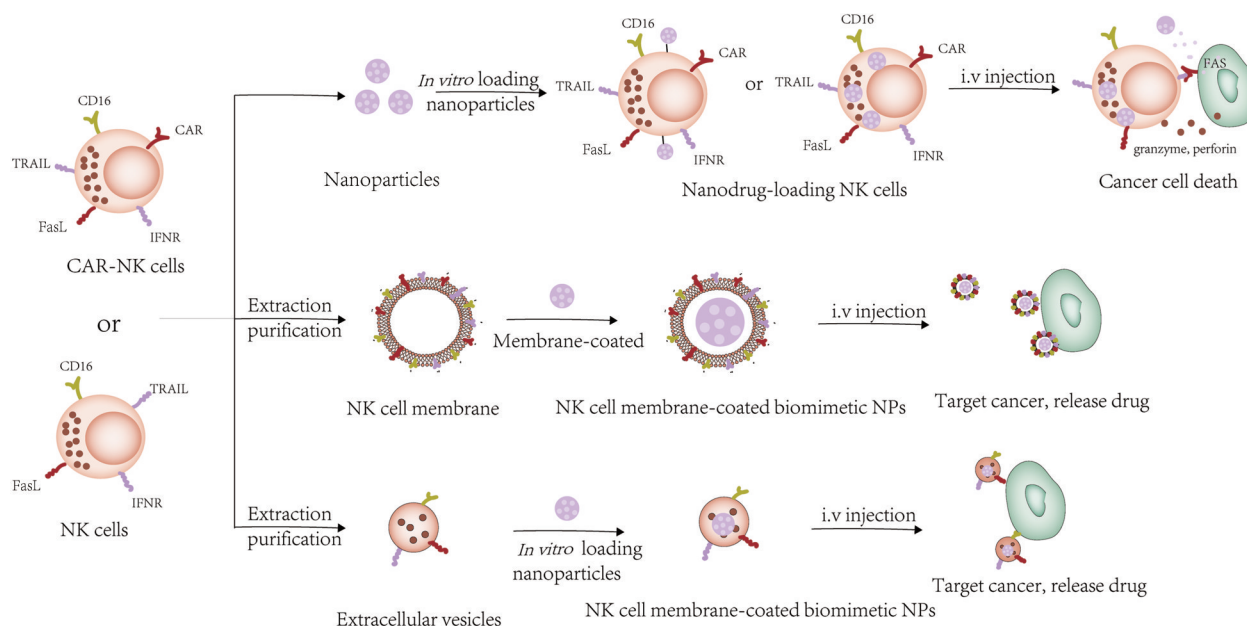 CD16
CAR
TRAIL
FasL
IFNR
CAR-NK cells
or
CD16
TRAIL
FasL
IFNR
NK cells
Nanoparticles
In vitro loading
nanoparticles
CD16
CAR
TRAIL
FasL
IFNR
or
CD16
CAR
TRAIL
FasL
IFNR
Nanodrug-loading NK cells
i.v injection
FAS
granzyme, perforin
Cancer cell death
Extraction
purification
NK cell membrane
Membrane-coated
NK cell membrane-coated biomimetic NPs
i.v injection
Target cancer, release drug
Extraction
purification
Extracellular vesicles
In vitro loading
nanoparticles
NK cell membrane-coated biomimetic NPs
i.v injection
Target cancer, release drug